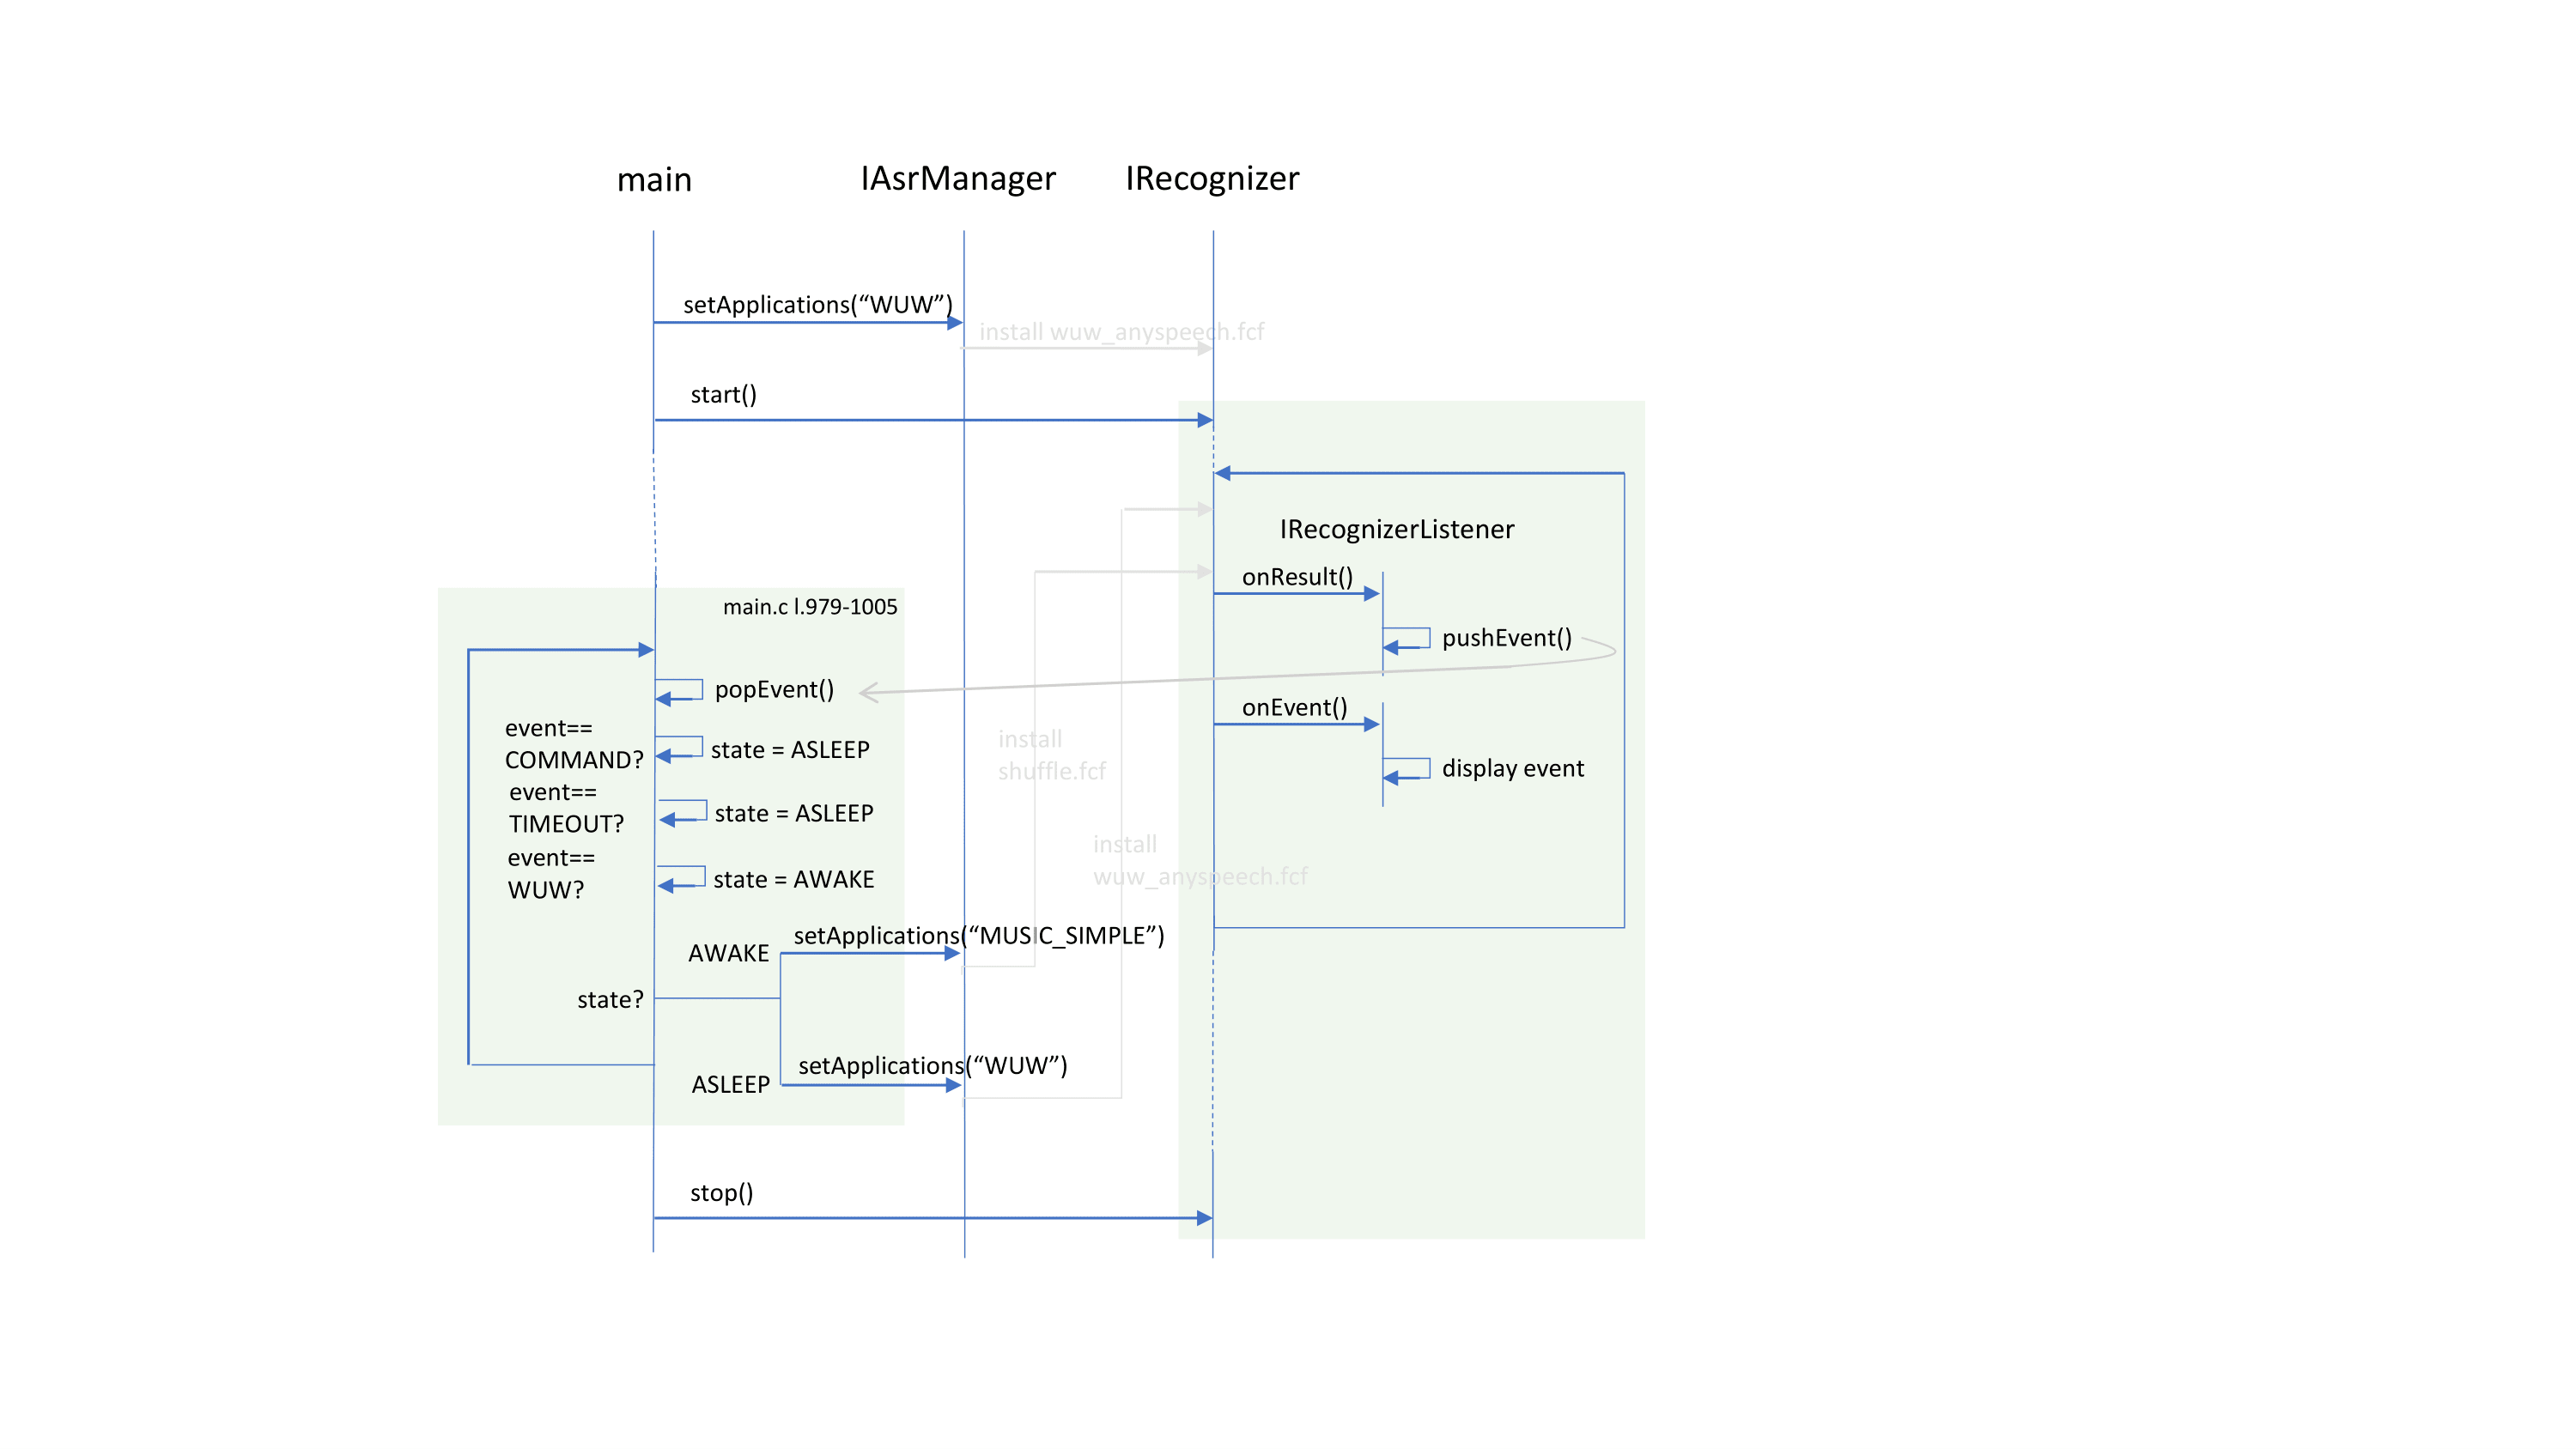 main
IAsrManager
IRecognizer
setApplications(“WUW”)
install wuw_anyspeech.fcf
start()
IRecognizerListener
onResult()
main.c l.979-1005
pushEvent()
popEvent()
onEvent()
event==
COMMAND?
state = ASLEEP
install
shuffle.fcf
display event
event==
TIMEOUT?
state = ASLEEP
event==
WUW?
state = AWAKE
install
wuw_anyspeech.fcf
setApplications(“MUSIC_SIMPLE”)
AWAKE
state?
setApplications(“WUW”)
ASLEEP
stop()